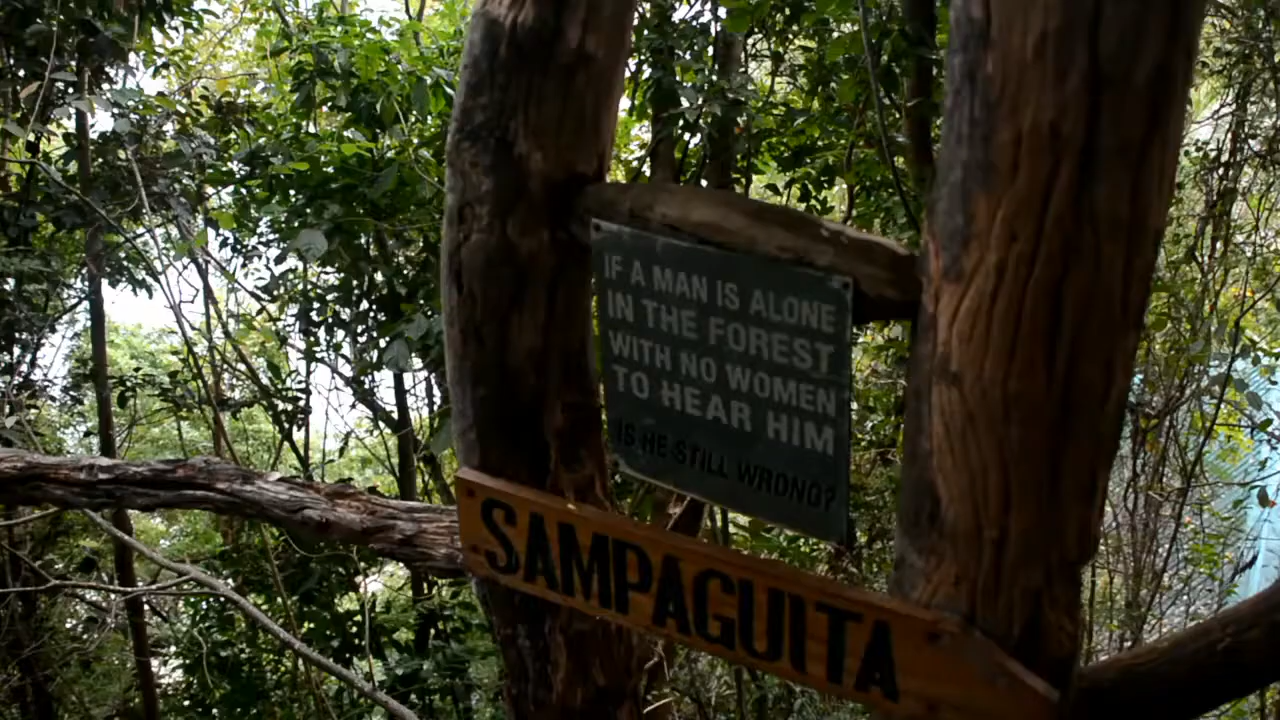 IF A MAN IS ALONE
IN THE FOREST
WITH NO WOMEN
TO HEAR HIM
IS HE STILL WRONG?
SAMPAGUITA